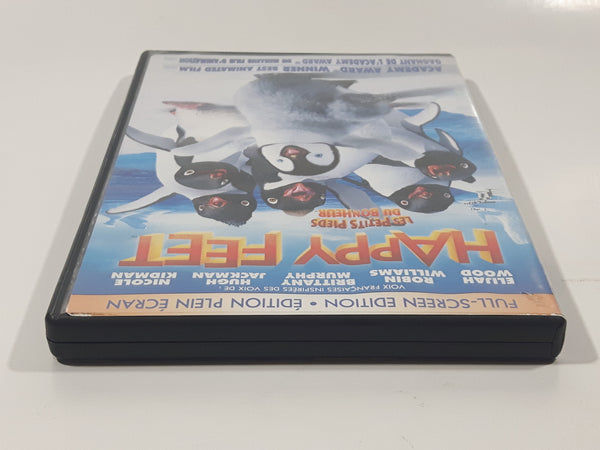 FULL-SCREEN EDITION • ÉDITION PLEIN ÉCRAN
VOIX FRANÇAISES INSPIRÉES DES VOIX DE :
ELIJAH WOOD
ROBIN WILLIAMS
BRITTANY MURPHY
HUGH JACKMAN
NICOLE KIDMAN
HAPPY FEET
LES PETITS PIEDS
DU BONHEUR
ACADEMY AWARD® WINNER BEST ANIMATED FILM
GAGNANT DE L'ACADEMY AWARD® DU MEILLEUR FILM D'ANIMATION